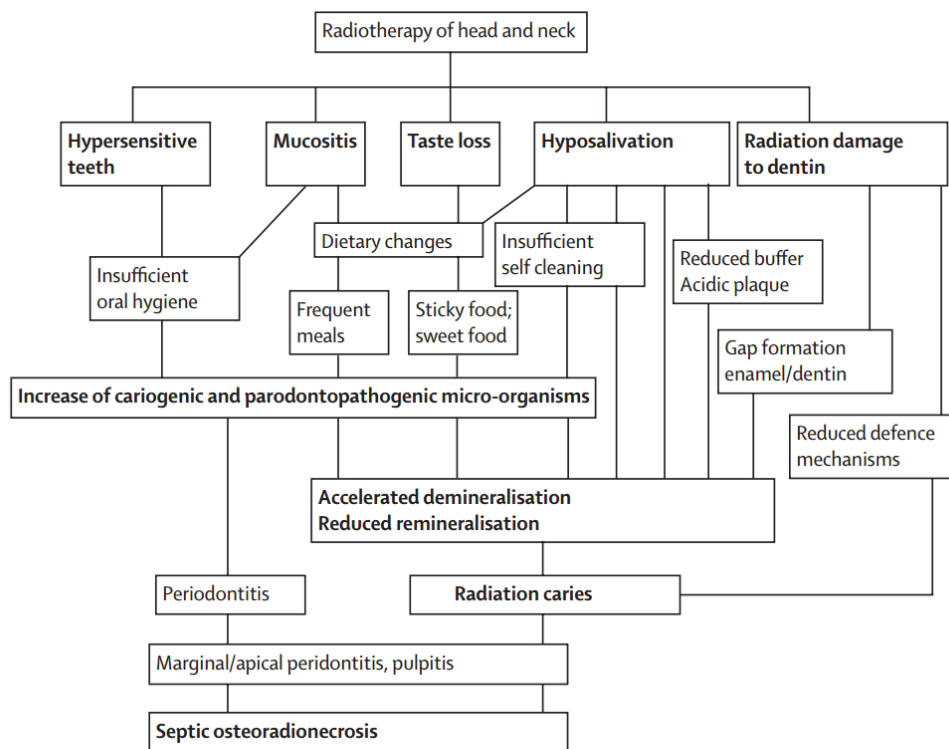 Radiotherapy of head and neck
Hypersensitive
teeth
Mucositis
Taste loss
Hyposalivation
Radiation damage
to dentin
Dietary changes
Insufficient
self cleaning
Reduced buffer
Acidic plaque
Insufficient
oral hygiene
Frequent
meals
Sticky food;
sweet food
Gap formation
enamel/dentin
Increase of cariogenic and parodontopathogenic micro-organisms
Reduced defence
mechanisms
Accelerated demineralisation
Reduced remineralisation
Periodontitis
Radiation caries
Marginal/apical peridontitis, pulpitis
Septic osteoradionecrosis